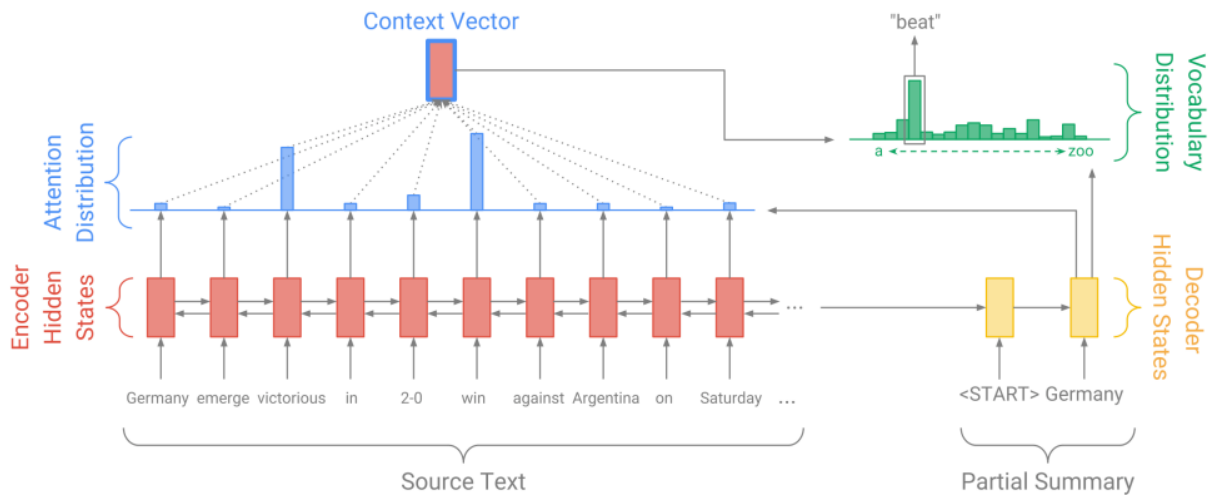 Context Vector
"beat"
Vocabulary
Distribution
a
zoo
Attention
Distribution
Encoder
Hidden
States
...
Decoder
Hidden States
Germany emerge victorious in 2-0 win against Argentina on Saturday ...
<START> Germany
Source Text
Partial Summary